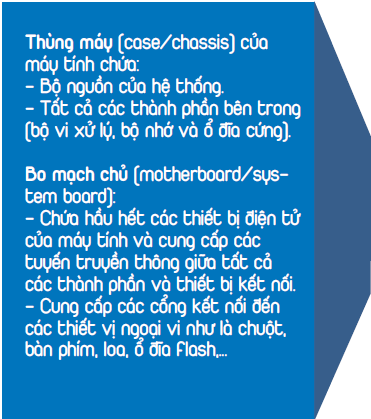 Thùng máy (case/chassis) của
máy tính chứa:
- Bộ nguồn của hệ thống.
- Tất cả các thành phần bên trong
(bộ vi xử lý, bộ nhớ và ổ đĩa cứng).
Bo mạch chủ (motherboard/sys-
tem board):
- Chứa hầu hết các thiết bị điện tử
của máy tính và cung cấp các
tuyến truyền thông giữa tất cả
các thành phần và thiết bị kết nối.
- Cung cấp các cổng kết nối đến
các thiết vị ngoại vi như là chuột,
bàn phím, loa, ổ đĩa flash,...